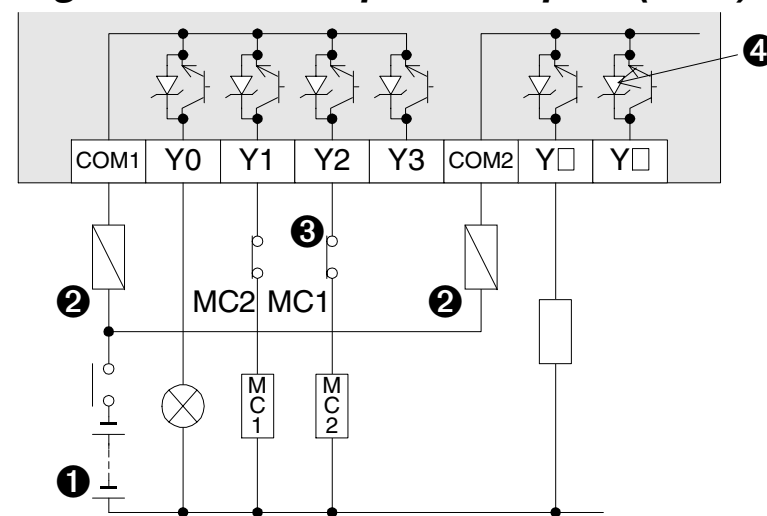 ❹
COM1 Y0 Y1 Y2 Y3 COM2 Y□ Y□
❸
❷ MC2 MC1 ❷
MC1 MC2
❶